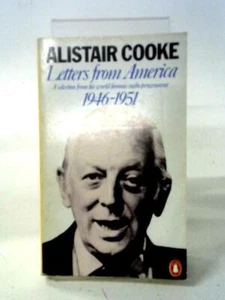 ALISTAIR COOKE
Letters from America
A selection from his world-famous radio programme
1946-1951